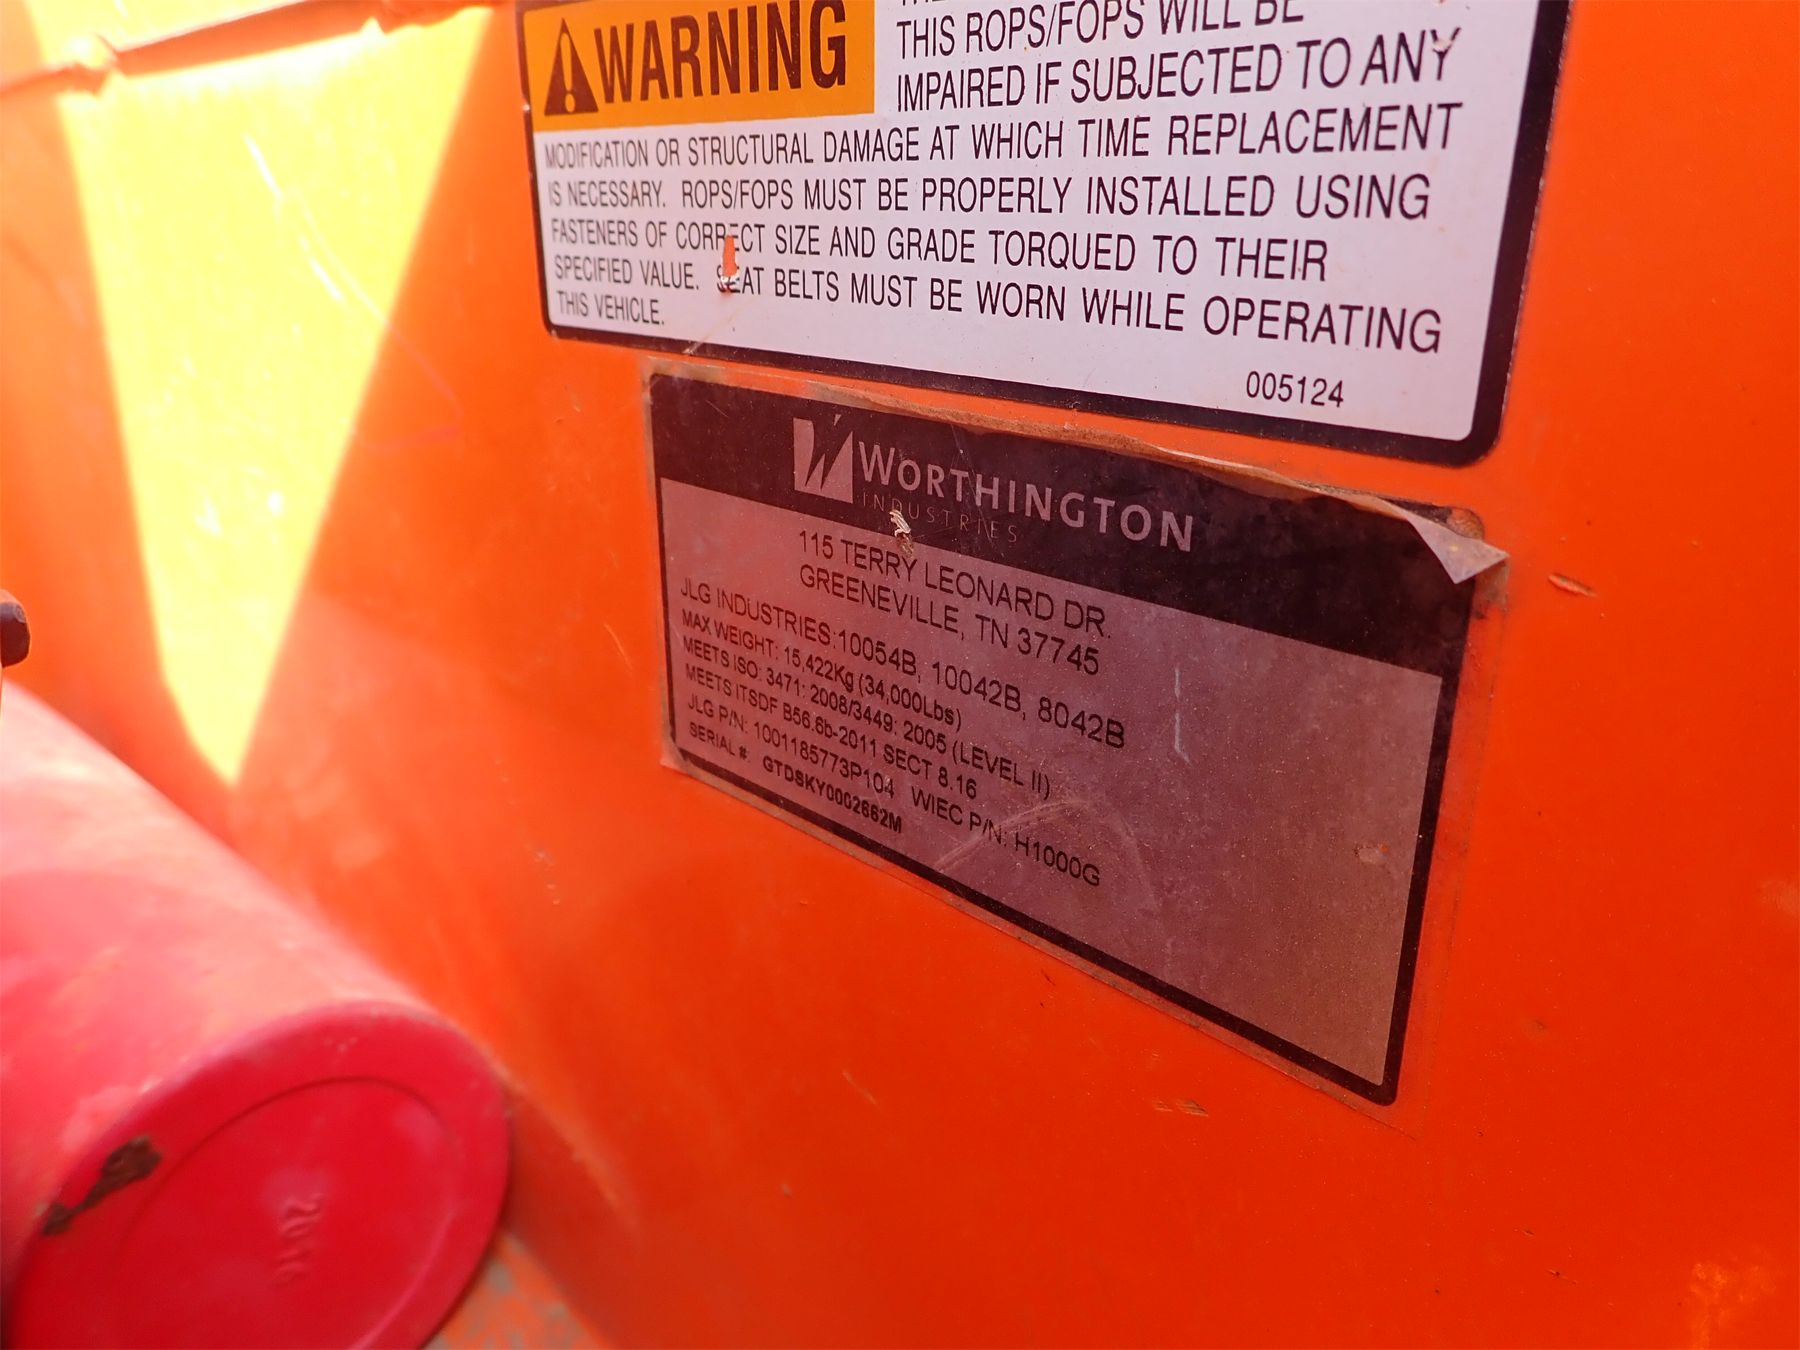 WARNING
THIS ROPS/FOPS WILL BE
IMPAIRED IF SUBJECTED TO ANY
MODIFICATION OR STRUCTURAL DAMAGE AT WHICH TIME REPLACEMENT
IS NECESSARY. ROPS/FOPS MUST BE PROPERLY INSTALLED USING
FASTENERS OF CORRECT SIZE AND GRADE TORQUED TO THEIR
SPECIFIED VALUE. SEAT BELTS MUST BE WORN WHILE OPERATING
THIS VEHICLE.
005124
WORTHINGTON
INDUSTRIES
115 TERRY LEONARD DR.
GREENEVILLE, TN 37745
JLG INDUSTRIES:10054B, 10042B, 8042B
MAX WEIGHT: 15,422Kg (34,000Lbs)
MEETS ISO: 3471: 2008/3449: 2005 (LEVEL II)
MEETS ITSDF B56.6b-2011 SECT 8.16
JLG P/N: 1001185773P104 WIEC P/N: H1000G
SERIAL #: GTDSKY0002662M